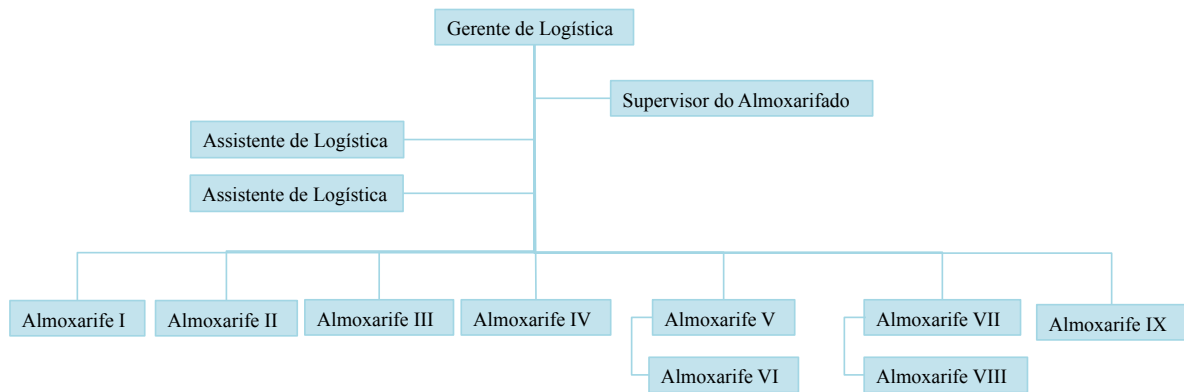 Gerente de Logística
Supervisor do Almoxarifado
Assistente de Logística
Assistente de Logística
Almoxarife I
Almoxarife II
Almoxarife III
Almoxarife IV
Almoxarife V
Almoxarife VII
Almoxarife IX
Almoxarife VI
Almoxarife VIII